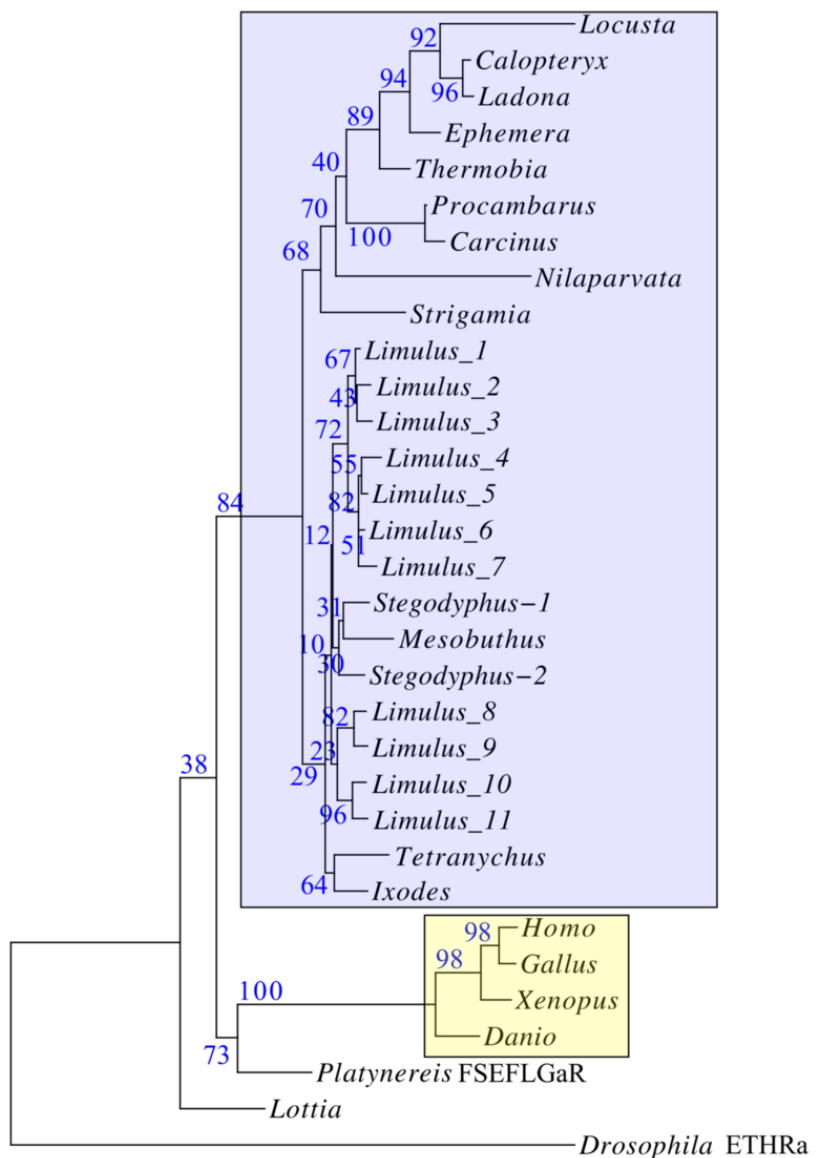 Locusta
92
Calopteryx
94
96
Ladona
89
Ephemera
40
Thermobia
70
Procambarus
100
Carcinus
68
Nilaparvata
Strigamia
67
Limulus_1
43
Limulus_2
72
Limulus_3
55
Limulus_4
82
Limulus_5
84
12
51
Limulus_6
Limulus_7
31
Stegodyphus−1
10
Mesobuthus
30
Stegodyphus−2
82
Limulus_8
23
Limulus_9
38
29
Limulus_10
96
Limulus_11
Tetranychus
64
Ixodes
98
Homo
98
Gallus
100
Xenopus
Danio
73
Platynereis FSEFLGaR
Lottia
Drosophila ETHRa